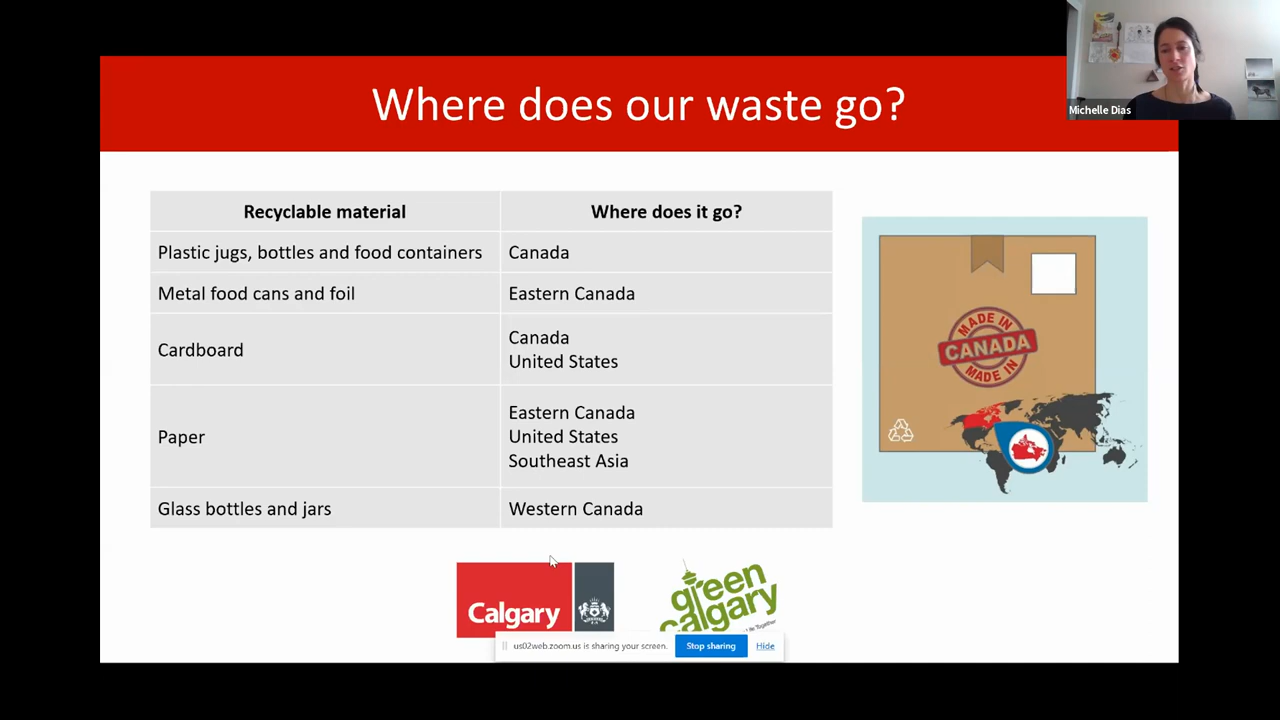 Where does our waste go?
Michelle Dias
Recyclable material
Where does it go?
Plastic jugs, bottles and food containers
Canada
Metal food cans and foil
Eastern Canada
Cardboard
Canada
United States
Paper
Eastern Canada
United States
Southeast Asia
Glass bottles and jars
Western Canada
MADE IN
CANADA
MADE IN
Calgary
green
calgary
Together
us02web.zoom.us is sharing your screen.
Stop sharing
Hide